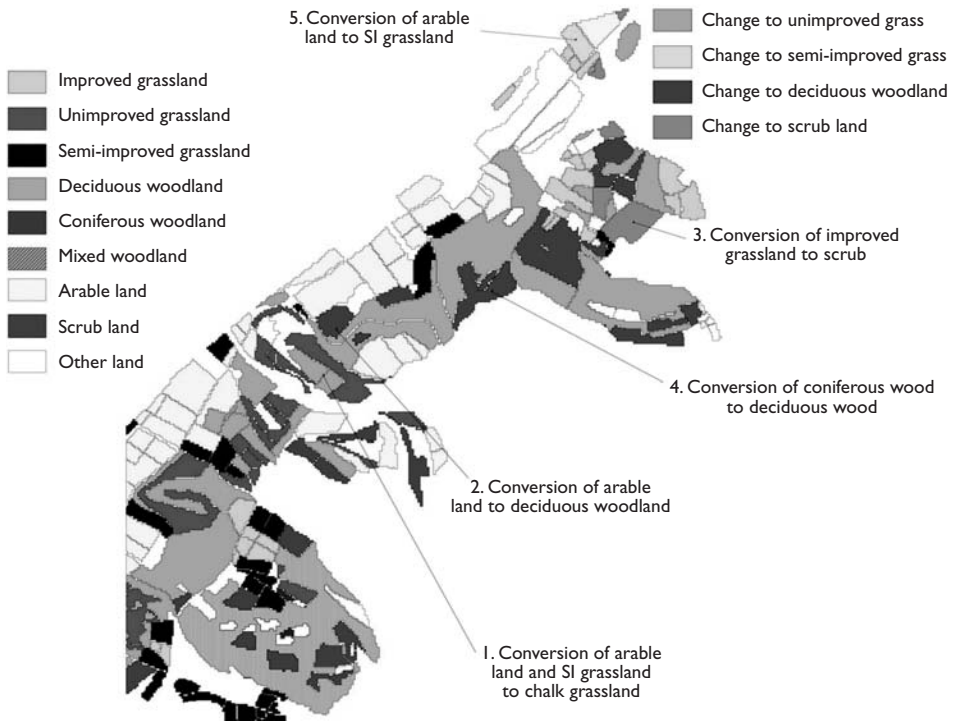 5. Conversion of arable
land to SI grassland
Change to unimproved grass
Change to semi-improved grass
Change to deciduous woodland
Change to scrub land
Improved grassland
Unimproved grassland
Semi-improved grassland
Deciduous woodland
Coniferous woodland
Mixed woodland
Arable land
Scrub land
Other land
3. Conversion of improved
grassland to scrub
4. Conversion of coniferous wood
to deciduous wood
2. Conversion of arable
land to deciduous woodland
1. Conversion of arable
land and SI grassland
to chalk grassland